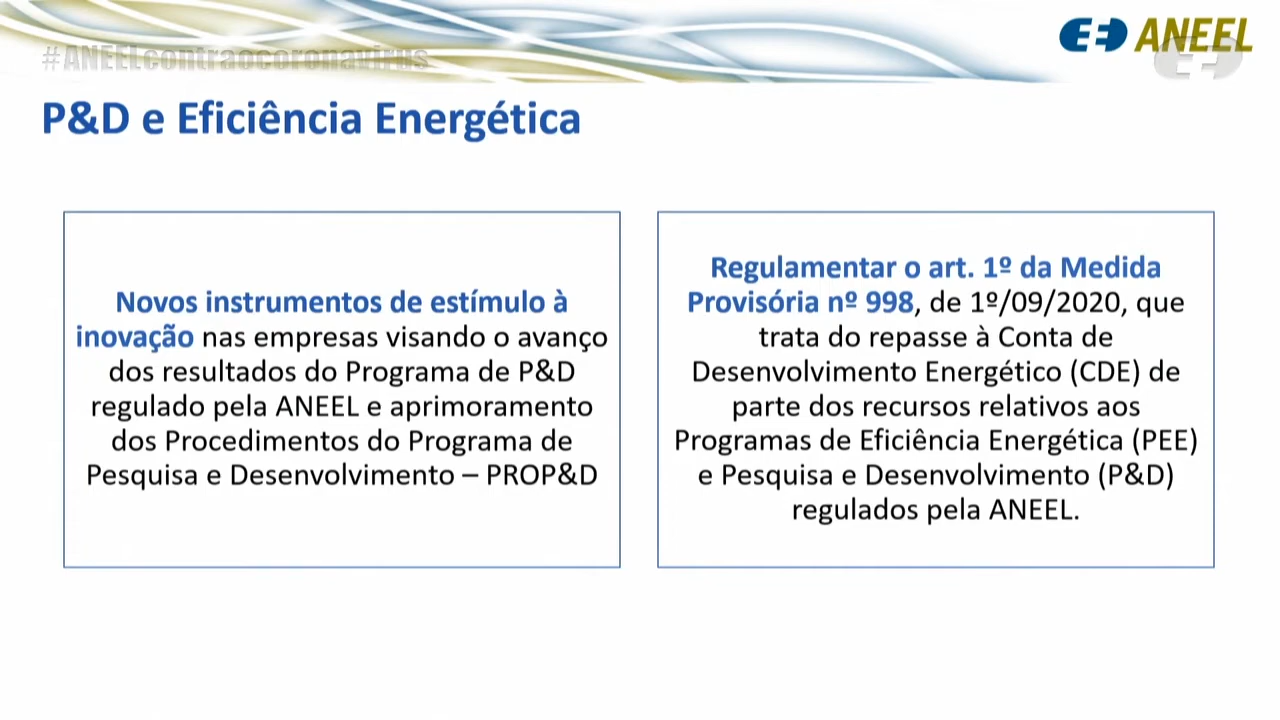 #ANEELcontraocoronavirus
ANEEL
P&D e Eficiência Energética
Novos instrumentos de estímulo à
inovação nas empresas visando o avanço
dos resultados do Programa de P&D
regulado pela ANEEL e aprimoramento
dos Procedimentos do Programa de
Pesquisa e Desenvolvimento – PROP&D
Regulamentar o art. 1º da Medida
Provisória nº 998, de 1º/09/2020, que
trata do repasse à Conta de
Desenvolvimento Energético (CDE) de
parte dos recursos relativos aos
Programas de Eficiência Energética (PEE)
e Pesquisa e Desenvolvimento (P&D)
regulados pela ANEEL.